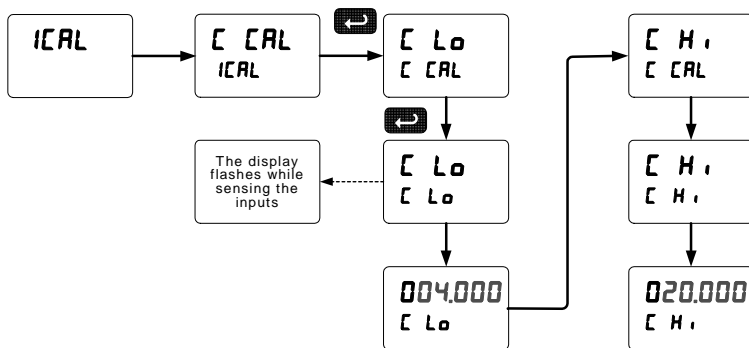 ICAL
C CAL
ICAL
C Lo
C CAL
C Hi
C CAL
The display
flashes while
sensing the
inputs
C Lo
C Lo
C Hi
C Hi
004.000
C Lo
020.000
C Hi